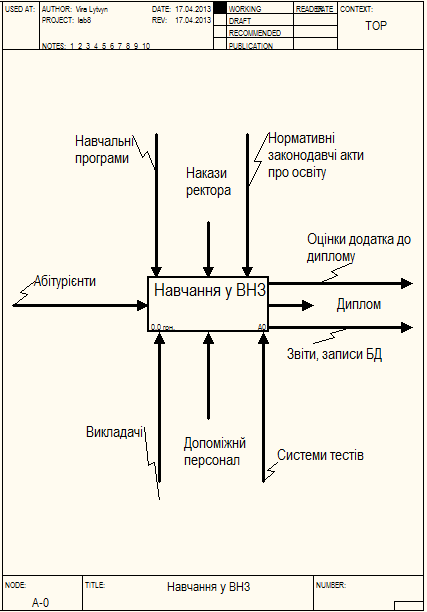 USED AT:
AUTHOR: Vira Lytvyn
DATE: 17.04.2013
PROJECT: lab8
REV: 17.04.2013
NOTES: 1 2 3 4 5 6 7 8 9 10
WORKING
DRAFT
RECOMMENDED
PUBLICATION
READER
DATE
CONTEXT:
TOP
Навчальні
програми
Накази
ректора
Нормативні
законодавчі акти
про освіту
Абітурієнти
Навчання у ВНЗ
0,0 грн.
A0
Оцінки додатка до
диплому
Диплом
Звіти, записи БД
Викладачі
Допоміжнй
персонал
Системи тестів
NODE:
A-0
TITLE:
Навчання у ВНЗ
NUMBER: